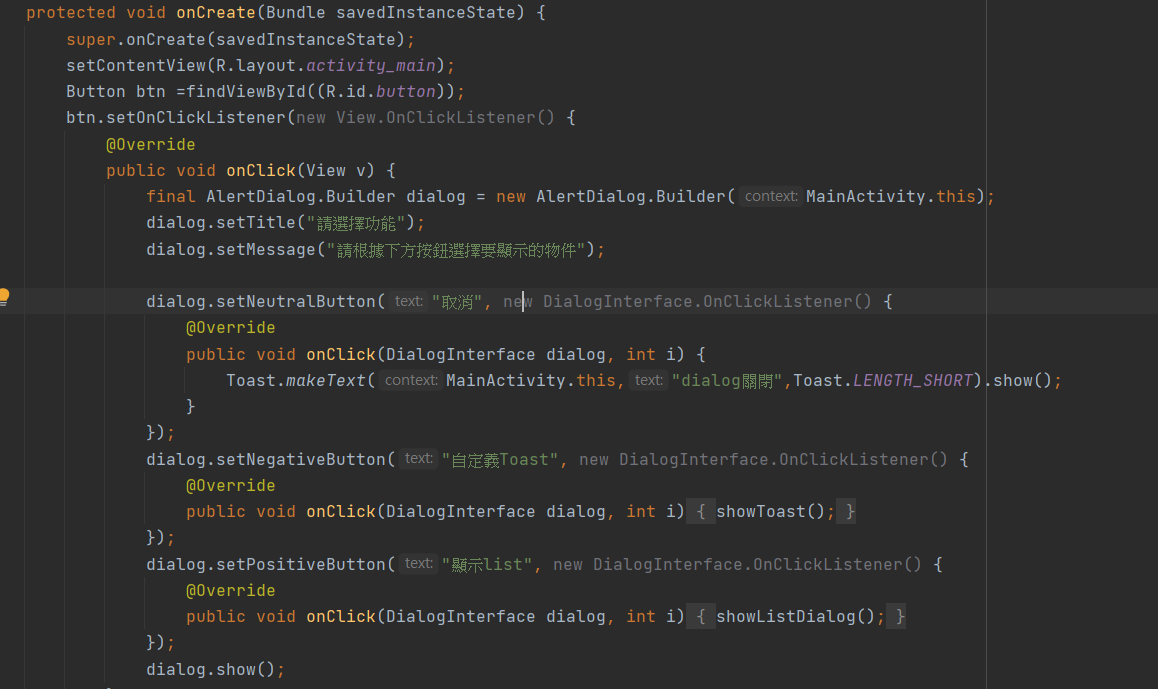 protected void onCreate(Bundle savedInstanceState) {
super.onCreate(savedInstanceState);
setContentView(R.layout.activity_main);
Button btn =findViewById((R.id.button));
btn.setOnClickListener(new View.OnClickListener() {
@Override
public void onClick(View v) {
final AlertDialog.Builder dialog = new AlertDialog.Builder( context: MainActivity.this);
dialog.setTitle("請選擇功能");
dialog.setMessage("請根據下方按鈕選擇要顯示的物件");
dialog.setNeutralButton( text: "取消", new DialogInterface.OnClickListener() {
@Override
public void onClick(DialogInterface dialog, int i) {
Toast.makeText( context: MainActivity.this, text: "dialog關閉",Toast.LENGTH_SHORT).show();
}
});
dialog.setNegativeButton( text: "自定義Toast", new DialogInterface.OnClickListener() {
@Override
public void onClick(DialogInterface dialog, int i) { showToast(); }
});
dialog.setPositiveButton( text: "顯示list", new DialogInterface.OnClickListener() {
@Override
public void onClick(DialogInterface dialog, int i) { showListDialog(); }
});
dialog.show();